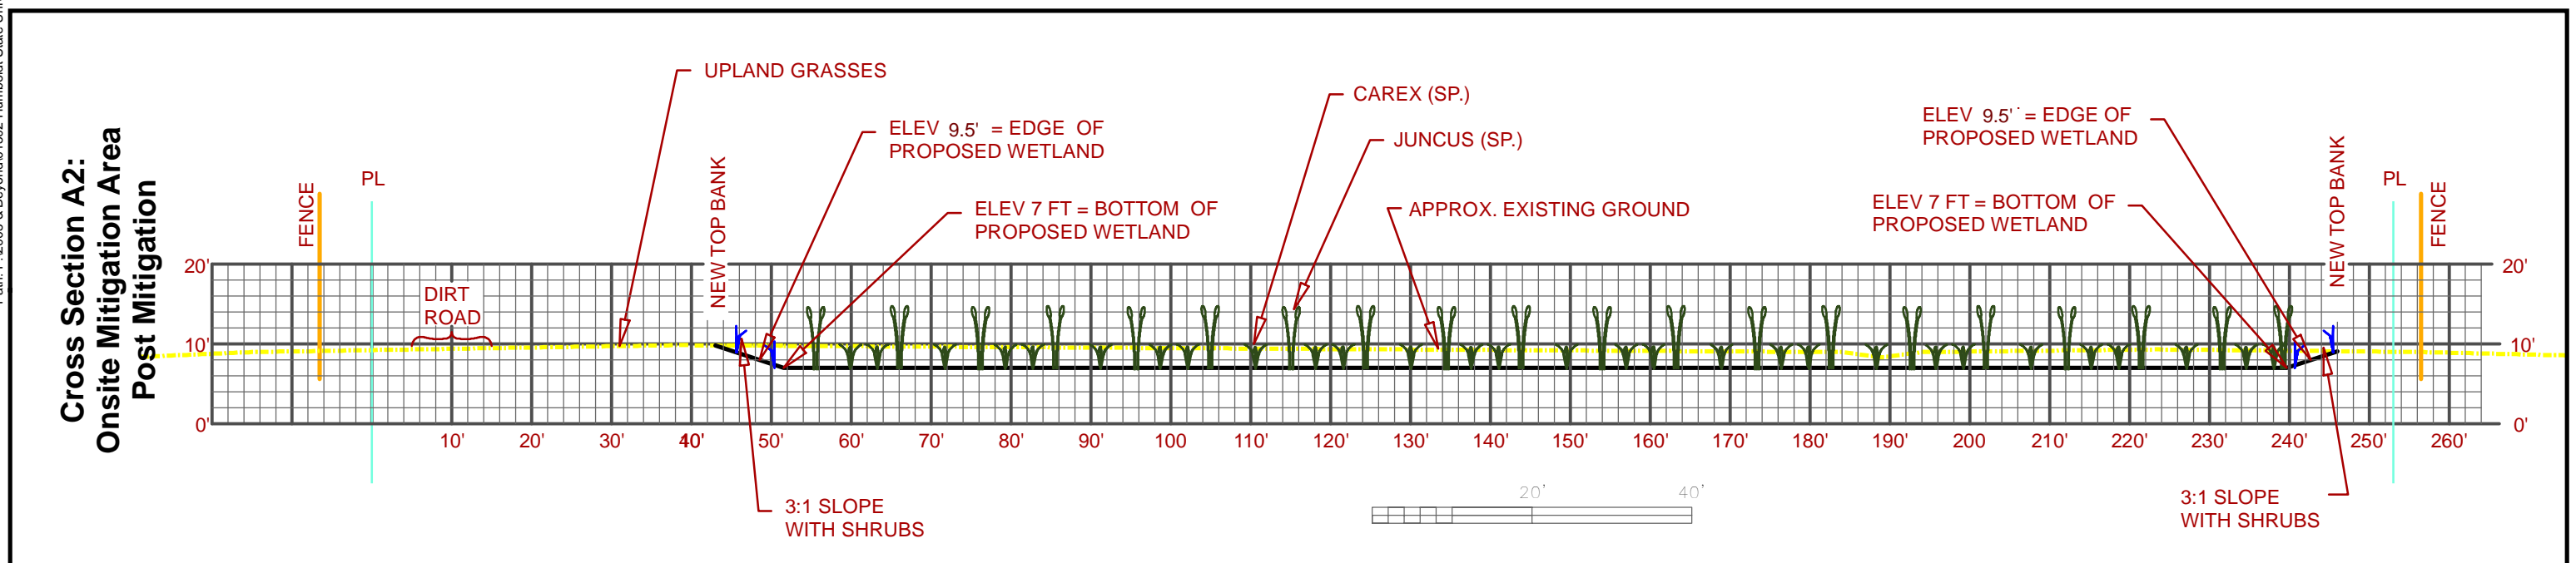 Cross Section A2:
Onsite Mitigation Area
Post Mitigation
UPLAND GRASSES
CAREX (SP.)
JUNCUS (SP.)
ELEV 9.5' = EDGE OF
PROPOSED WETLAND
ELEV 9.5' = EDGE OF
PROPOSED WETLAND
ELEV 7 FT = BOTTOM OF
PROPOSED WETLAND
APPROX. EXISTING GROUND
ELEV 7 FT = BOTTOM OF
PROPOSED WETLAND
FENCE
PL
NEW TOP BANK
NEW TOP BANK
PL
FENCE
20'
20'
DIRT
ROAD
10'
10'
0'
0'
10' 20' 30' 40' 50' 60' 70' 80' 90' 100' 110' 120' 130' 140' 150' 160' 170' 180' 190' 200' 210' 220' 230' 240' 250' 260'
3:1 SLOPE
WITH SHRUBS
20' 40'
3:1 SLOPE
WITH SHRUBS